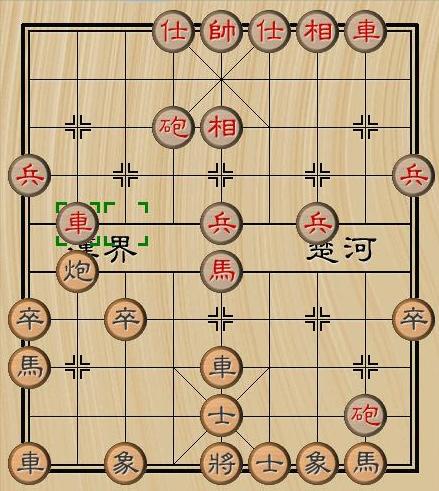 仕帥仕相車
砲相
兵兵
車兵兵
漢界楚河
炮馬
卒卒卒
馬車
士砲
車象將士象馬